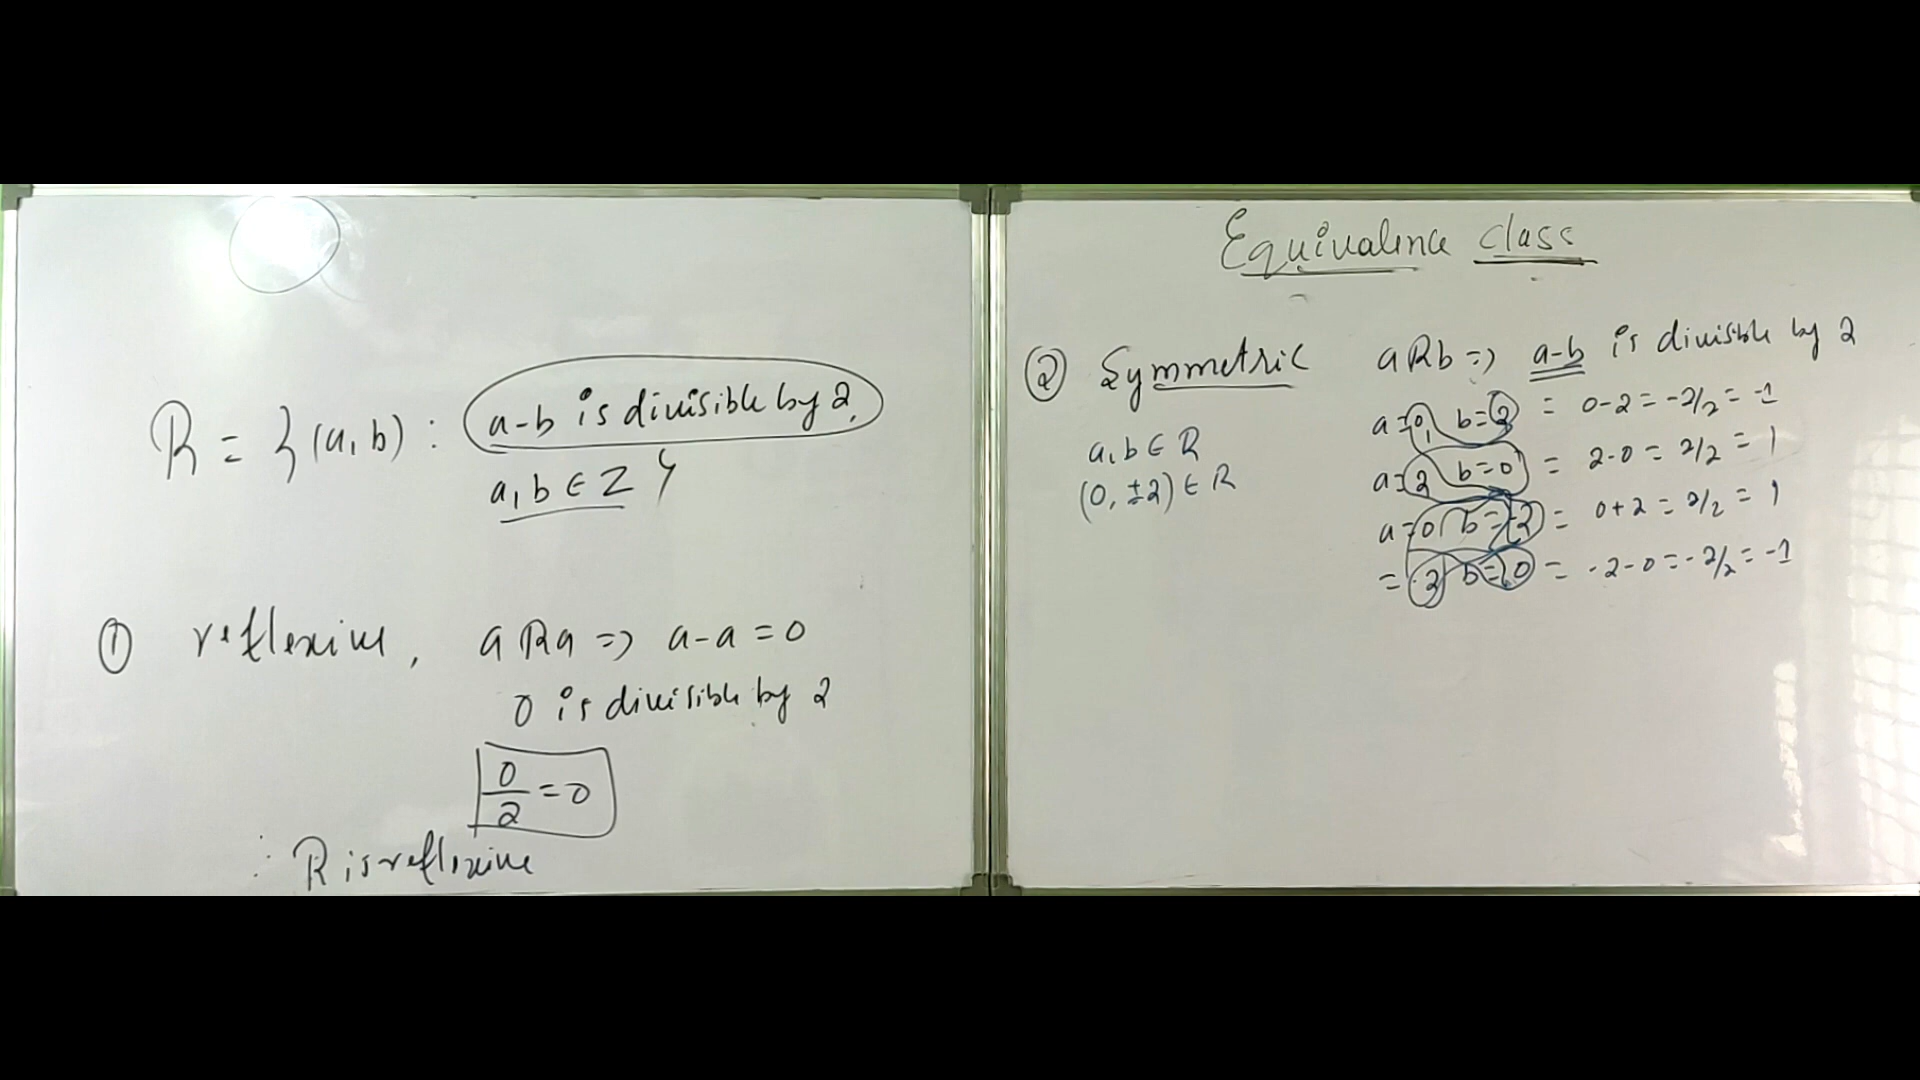 R = { (a, b) : a-b is divisible by 2,
a, b ∈ Z }
① reflexive, aRa => a-a = 0
0 is divisible by 2
0/2 = 0
∴ R is reflexive
Equivalence class
② Symmetric aRb => a-b is divisible by 2
a, b ∈ R
(0, ±2) ∈ R
a=0, b=2 = 0-2 = -2/2 = -1
a=2 b=0 = 2-0 = 2/2 = 1
a=0 b=-2 = 0+2 = 2/2 = 1
= -2 b=0 = -2-0 = -2/2 = -1